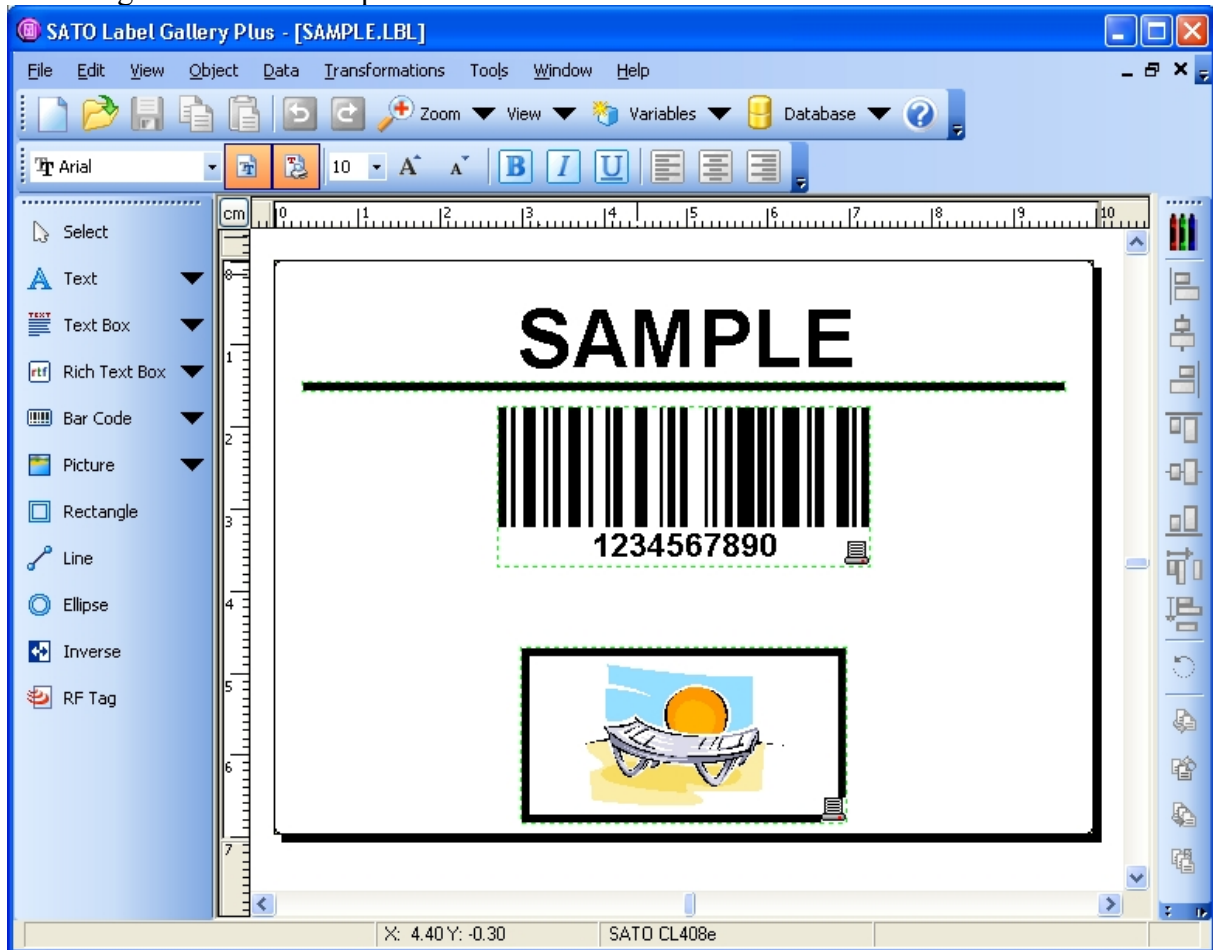 SATO Label Gallery Plus - [SAMPLE.LBL]
File Edit View Object Data Transformations Tools Window Help
Zoom View Variables Database
Arial 10 A A B I U
cm 0 1 2 3 4 5 6 7 8 9 10
Select
Text
Text Box
Rich Text Box
Bar Code
Picture
Rectangle
Line
Ellipse
Inverse
RF Tag
0
1
2
3
4
5
6
7
SAMPLE
1234567890
X: 4.40 Y: -0.30 SATO CL408e